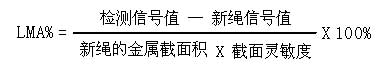 LMA% = 检测信号值 — 新绳信号值 X 100%
新绳的金属截面积 X 截面灵敏度